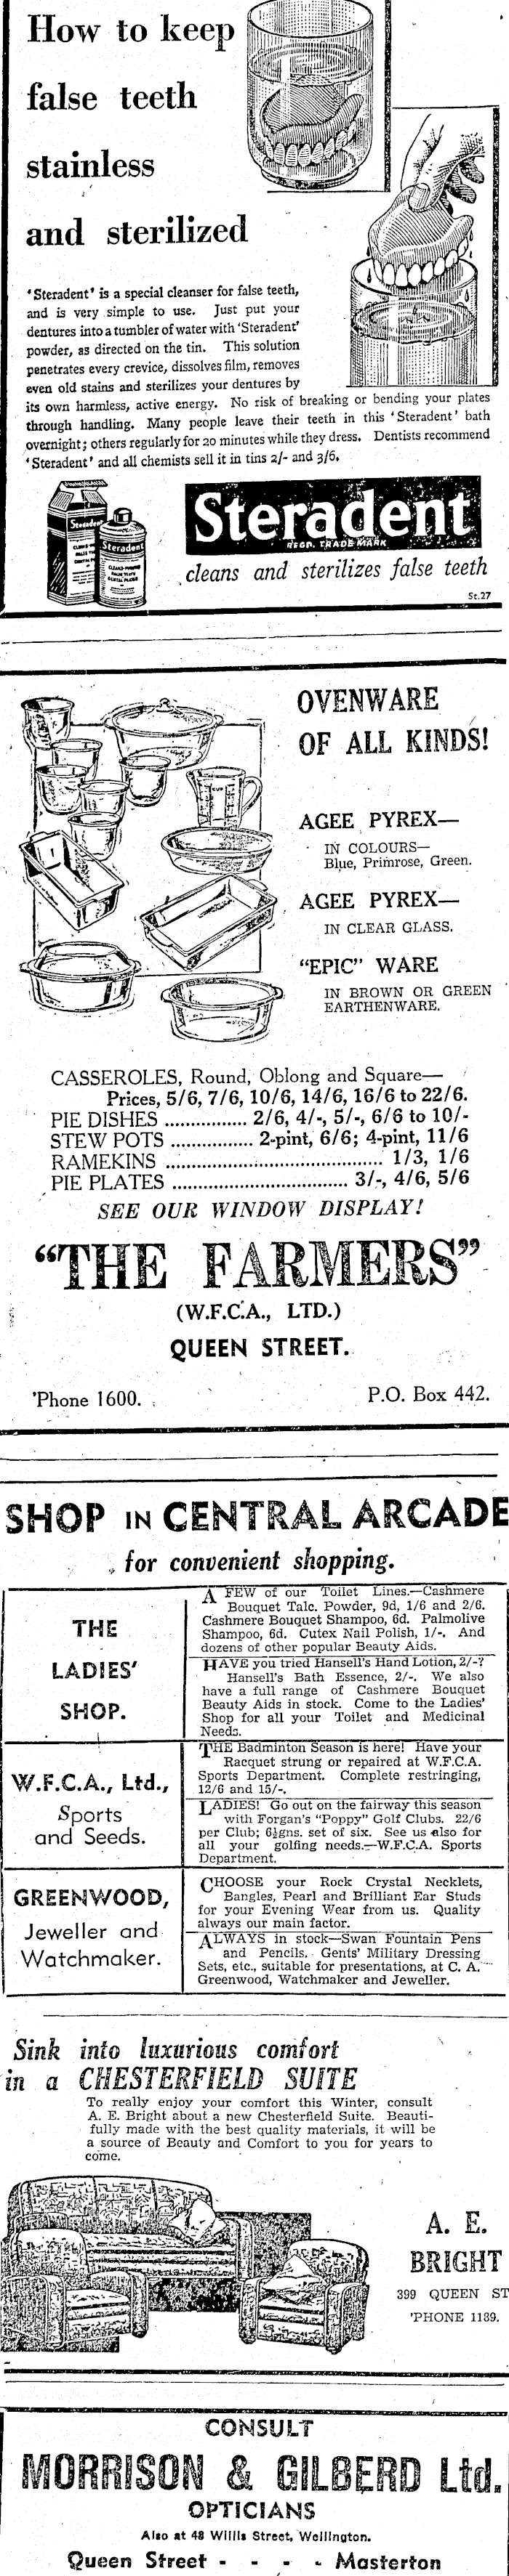 How to keep
false teeth
stainless
and sterilized
'Steradent' is a special cleanser for false teeth,
and is very simple to use. Just put your
dentures into a tumbler of water with 'Steradent'
powder, as directed on the tin. This solution
penetrates every crevice, dissolves film, removes
even old stains and sterilizes your dentures by
its own harmless, active energy. No risk of breaking or bending your plates
through handling. Many people leave their teeth in this 'Steradent' bath
overnight; others regularly for 20 minutes while they dress. Dentists recommend
'Steradent' and all chemists sell it in tins 2/- and 3/6.
Steradent
Steradent
Steradent
REGD. TRADE MARK
cleans and sterilizes false teeth
St.27
OVENWARE
OF ALL KINDS!
AGEE PYREX—
IN COLOURS—
Blue, Primrose, Green.
AGEE PYREX—
IN CLEAR GLASS.
"EPIC" WARE
IN BROWN OR GREEN
EARTHENWARE.
CASSEROLES, Round, Oblong and Square—
Prices, 5/6, 7/6, 10/6, 14/6, 16/6 to 22/6.
PIE DISHES ................ 2/6, 4/-, 5/-, 6/6 to 10/-
STEW POTS ................ 2-pint, 6/6; 4-pint, 11/6
RAMEKINS .......................................... 1/3, 1/6
PIE PLATES .................................. 3/-, 4/6, 5/6
SEE OUR WINDOW DISPLAY!
"THE FARMERS"
(W.F.C.A., LTD.)
QUEEN STREET.
'Phone 1600.
P.O. Box 442.
SHOP IN CENTRAL ARCADE
for convenient shopping.
THE
LADIES'
SHOP.
A FEW of our Toilet Lines.—Cashmere
Bouquet Talc. Powder, 9d, 1/6 and 2/6.
Cashmere Bouquet Shampoo, 6d. Palmolive
Shampoo, 6d. Cutex Nail Polish, 1/-. And
dozens of other popular Beauty Aids.
HAVE you tried Hansell's Hand Lotion, 2/-?
Hansell's Bath Essence, 2/-. We also
have a full range of Cashmere Bouquet
Beauty Aids in stock. Come to the Ladies'
Shop for all your Toilet and Medicinal
Needs.
W.F.C.A., Ltd.,
Sports
and Seeds.
THE Badminton Season is here! Have your
Racquet strung or repaired at W.F.C.A.
Sports Department. Complete restringing,
12/6 and 15/-.
LADIES! Go out on the fairway this season
with Forgan's "Poppy" Golf Clubs. 22/6
per Club; 6½gns. set of six. See us also for
all your golfing needs.—W.F.C.A. Sports
Department.
GREENWOOD,
Jeweller and
Watchmaker.
CHOOSE your Rock Crystal Necklets,
Bangles, Pearl and Brilliant Ear Studs
for your Evening Wear from us. Quality
always our main factor.
ALWAYS in stock—Swan Fountain Pens
and Pencils. Gents' Military Dressing
Sets, etc., suitable for presentations, at C. A.
Greenwood, Watchmaker and Jeweller.
Sink into luxurious comfort
in a CHESTERFIELD SUITE
To really enjoy your comfort this Winter, consult
A. E. Bright about a new Chesterfield Suite. Beauti-
fully made with the best quality materials, it will be
a source of Beauty and Comfort to you for years to
come.
A. E.
BRIGHT
399 QUEEN ST
'PHONE 1189.
CONSULT
MORRISON & GILBERD Ltd.
OPTICIANS
Also at 48 Willis Street, Wellington.
Queen Street - - - - Masterton